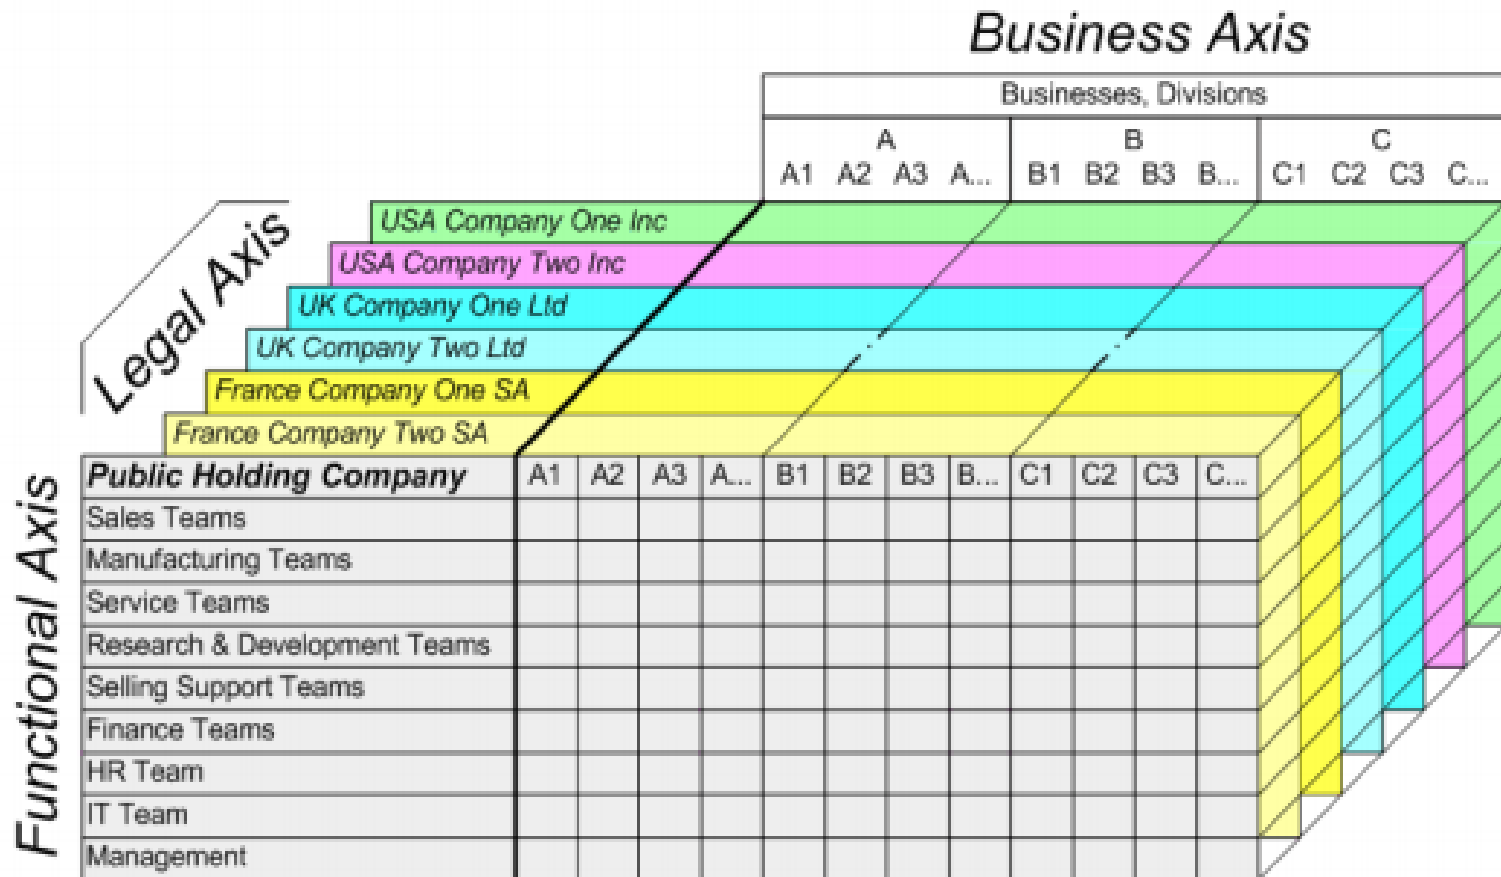 Business Axis
Businesses, Divisions
A B C
A1 A2 A3 A... B1 B2 B3 B... C1 C2 C3 C...
Legal Axis
USA Company One Inc
USA Company Two Inc
UK Company One Ltd
UK Company Two Ltd
France Company One SA
France Company Two SA
Functional Axis
Public Holding Company A1 A2 A3 A... B1 B2 B3 B... C1 C2 C3 C...
Sales Teams
Manufacturing Teams
Service Teams
Research & Development Teams
Selling Support Teams
Finance Teams
HR Team
IT Team
Management